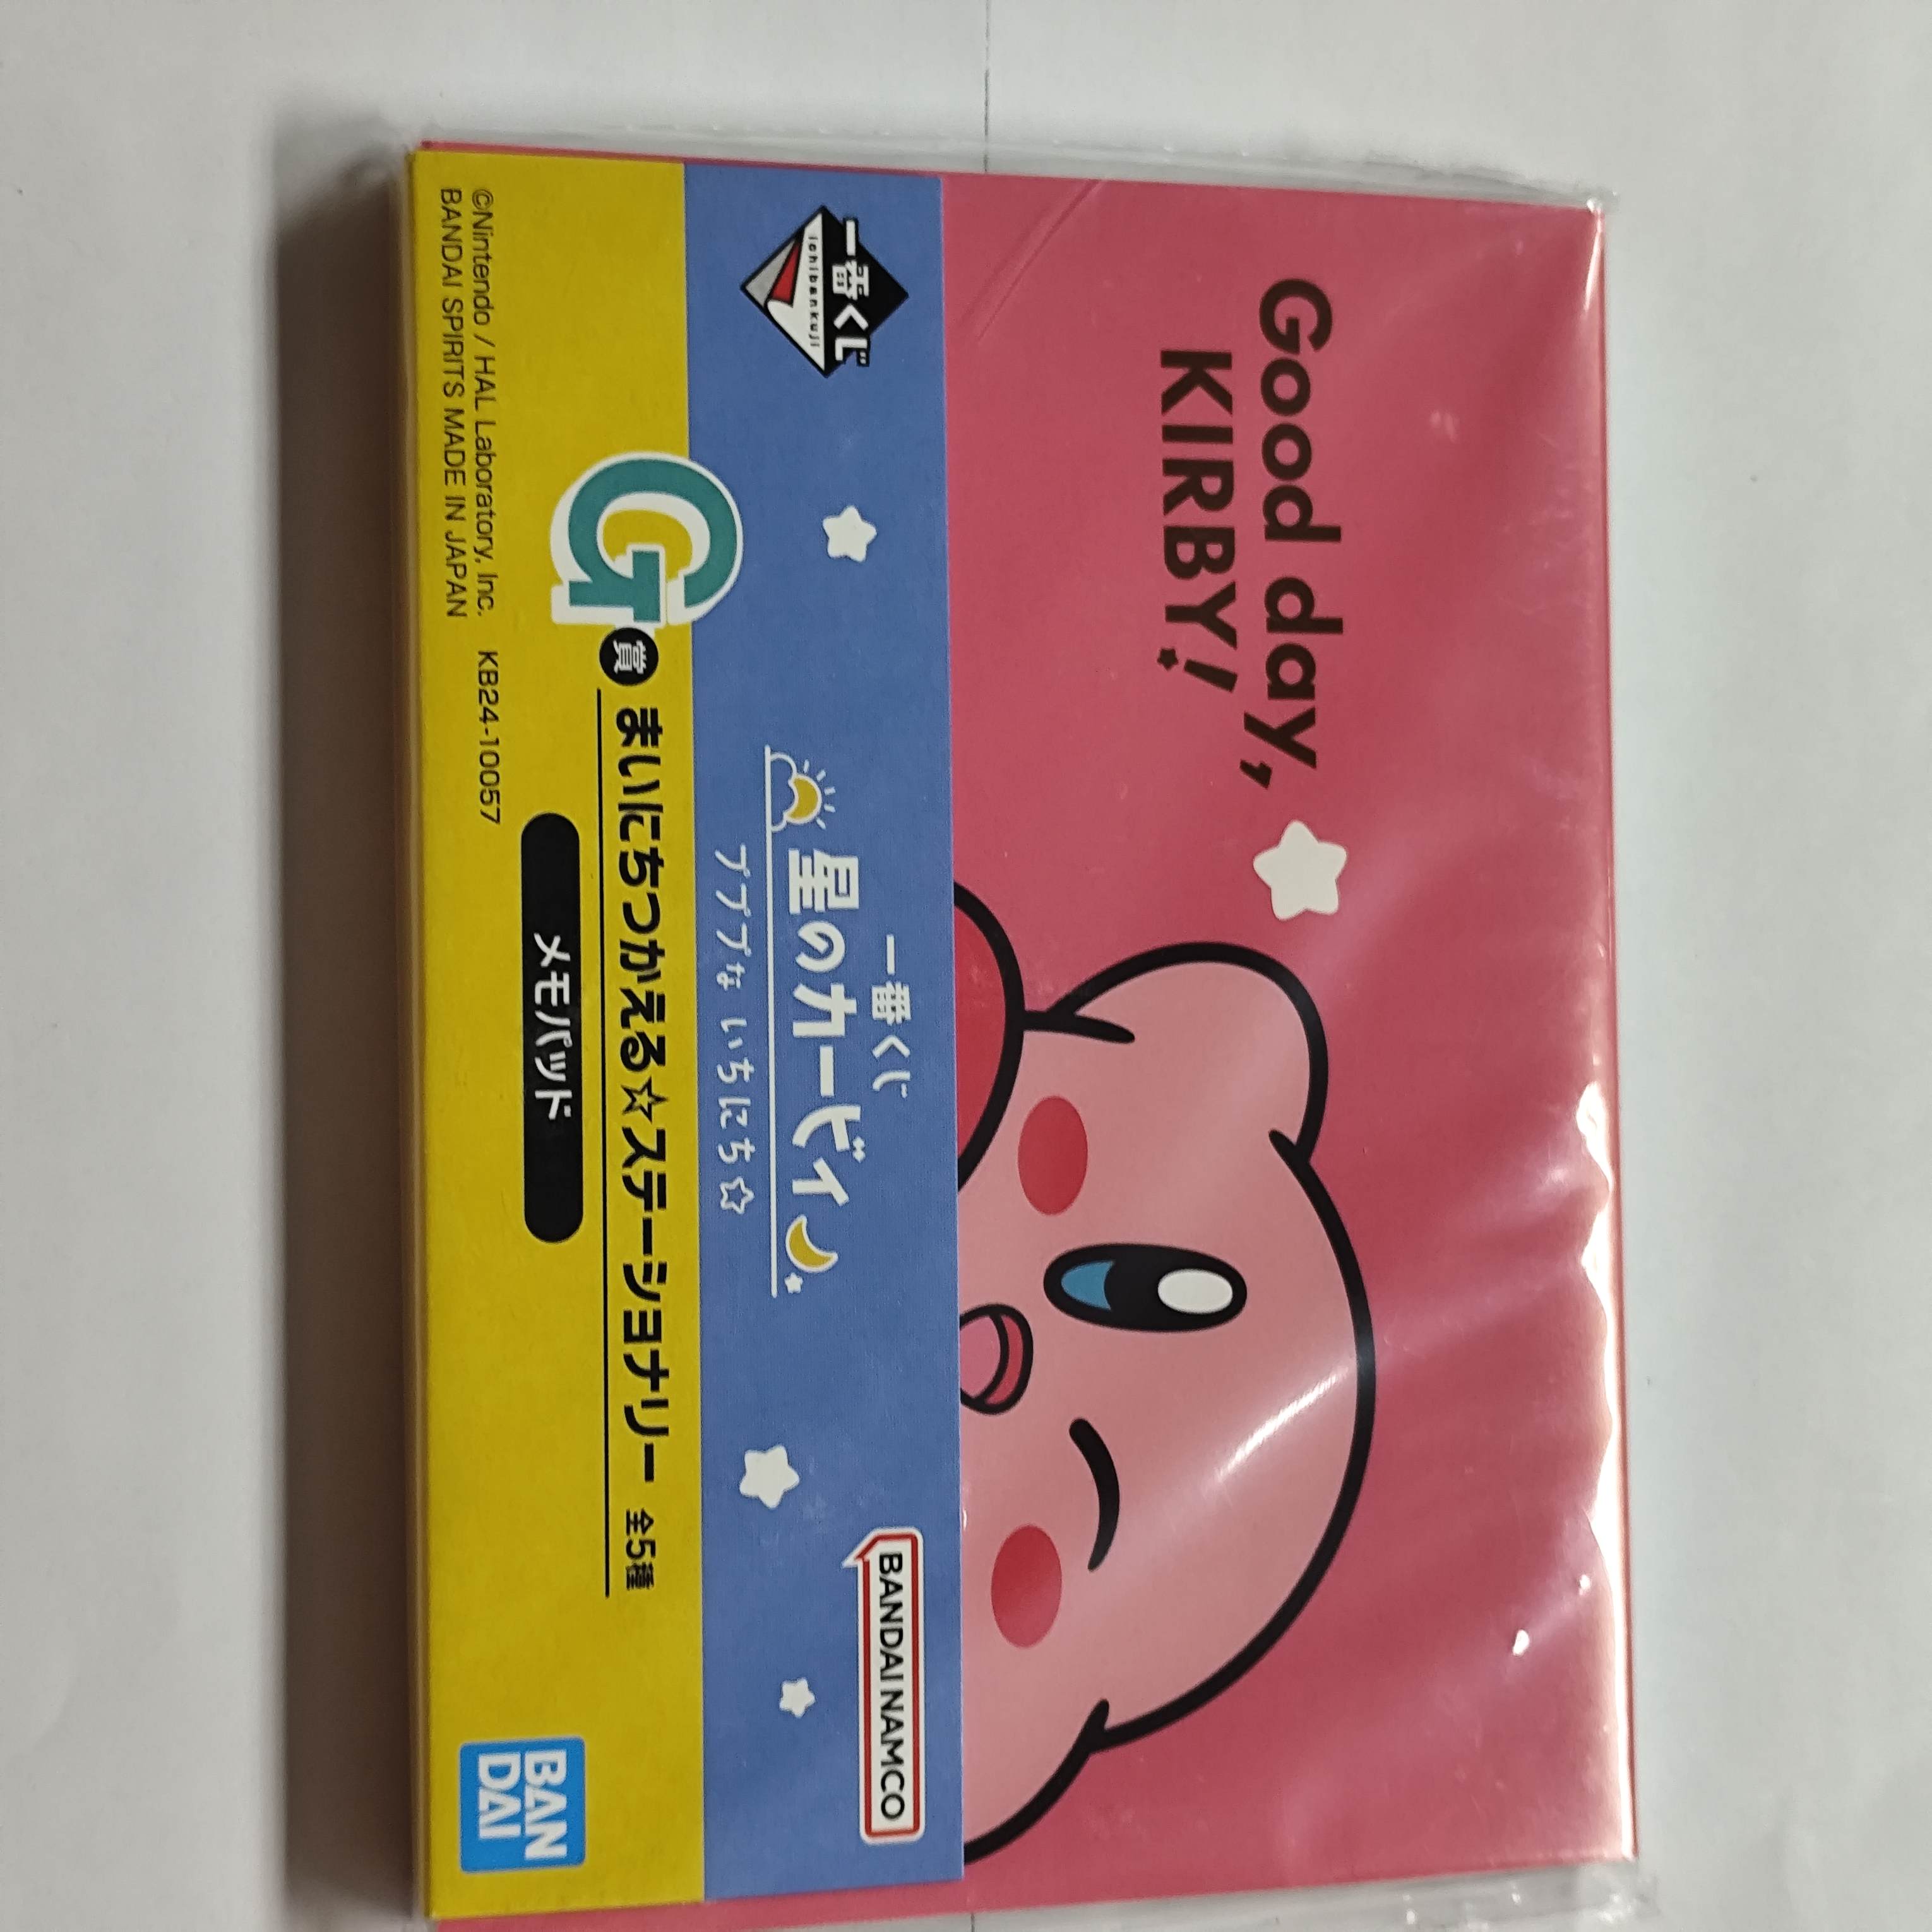 Good day,
KIRBY!
一番くじ
ichibankuji
一番くじ
星のカービィ
プププな いちにち☆
BANDAI NAMCO
G賞 まいにちつかえる☆ステーショナリー 全5種
メモパッド
©Nintendo / HAL Laboratory, Inc. KB24-10057
BANDAI SPIRITS MADE IN JAPAN
BAN
DAI